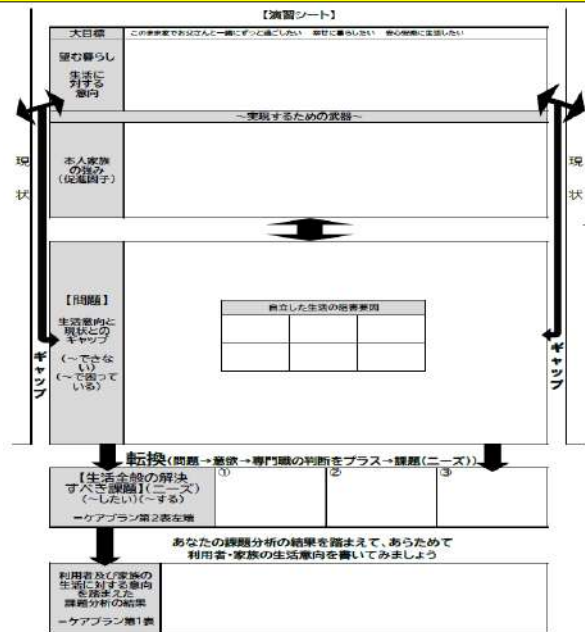 【演習シート】
大目標
このまま家でお父さんと一緒にずっと過ごしたい 幸せに暮らしたい 安心安楽に生活したい
望む暮らし
生活に
対する
意向
～実現するための武器～
現状
現状
本人家族
の強み
(促進因子)
【問題】
生活意向と
現状との
ギャップ
(～できな
い)
(～で困って
いる)
自立した生活の阻害要因
ギャップ
ギャップ
転換(問題→意欲→専門職の判断をプラス→課題(ニーズ))
【生活全般の解決
すべき課題】(ニーズ)
(～したい)(～する)
=ケアプラン第2表左端
①
②
③
あなたの課題分析の結果を踏まえて、あらためて
利用者・家族の生活意向を書いてみましょう
利用者及び家族の
生活に対する意向
を踏まえた
課題分析の結果
=ケアプラン第1表